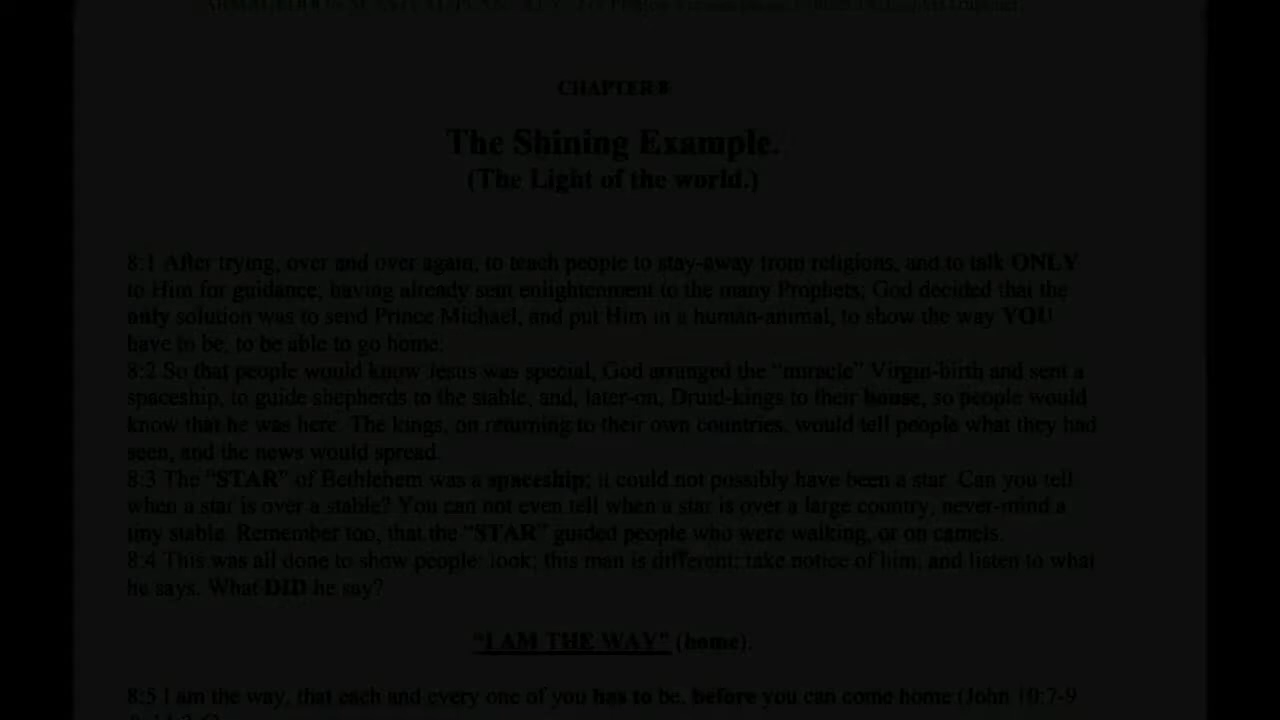 CHAPTER 8
The Shining Example.
(The Light of the world.)
8:1 After trying, over and over again, to teach people to stay-away from religions, and to talk ONLY
to Him for guidance, having already sent enlightenment to the many Prophets; God decided that the
only solution was to send Prince Michael, and put Him in a human-animal, to show the way YOU
have to be, to be able to go home.
8:2 So that people would know Jesus was special, God arranged the “miracle” Virgin-birth and sent a
spaceship, to guide shepherds to the stable, and, later-on, Druid-kings to their house, so people would
know that he was here. The kings, on returning to their own countries, would tell people what they had
seen, and the news would spread.
8:3 The “STAR” of Bethlehem was a spaceship; it could not possibly have been a star. Can you tell
when a star is over a stable? You can not even tell when a star is over a large country, never-mind a
tiny stable. Remember too, that the “STAR” guided people who were walking, or on camels.
8:4 This was all done to show people: look; this man is different; take notice of him, and listen to what
he says. What DID he say?
“I AM THE WAY” (home).
8:5 I am the way, that each and every one of you has to be, before you can come home (John 10:7-9